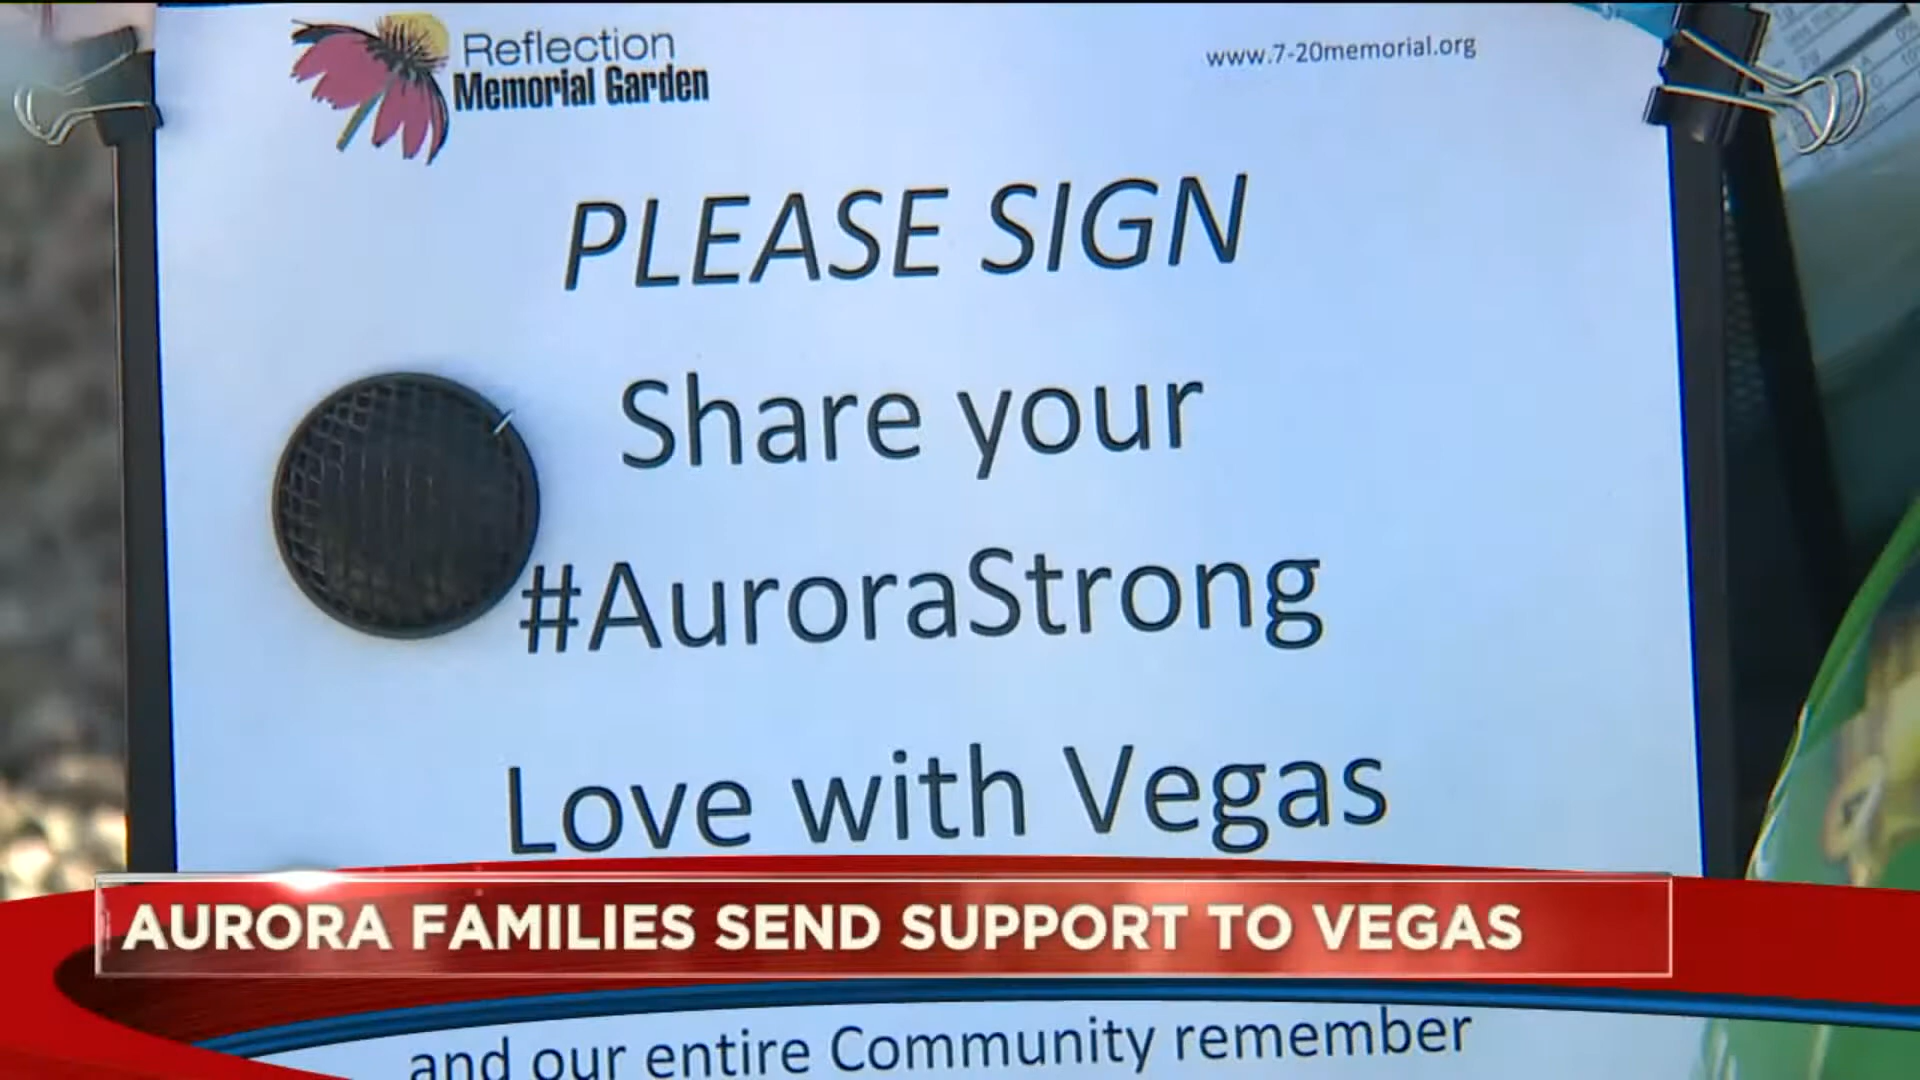 Reflection
Memorial Garden
www.7-20memorial.org
PLEASE SIGN
Share your
#AuroraStrong
Love with Vegas
AURORA FAMILIES SEND SUPPORT TO VEGAS
and our entire Community remember